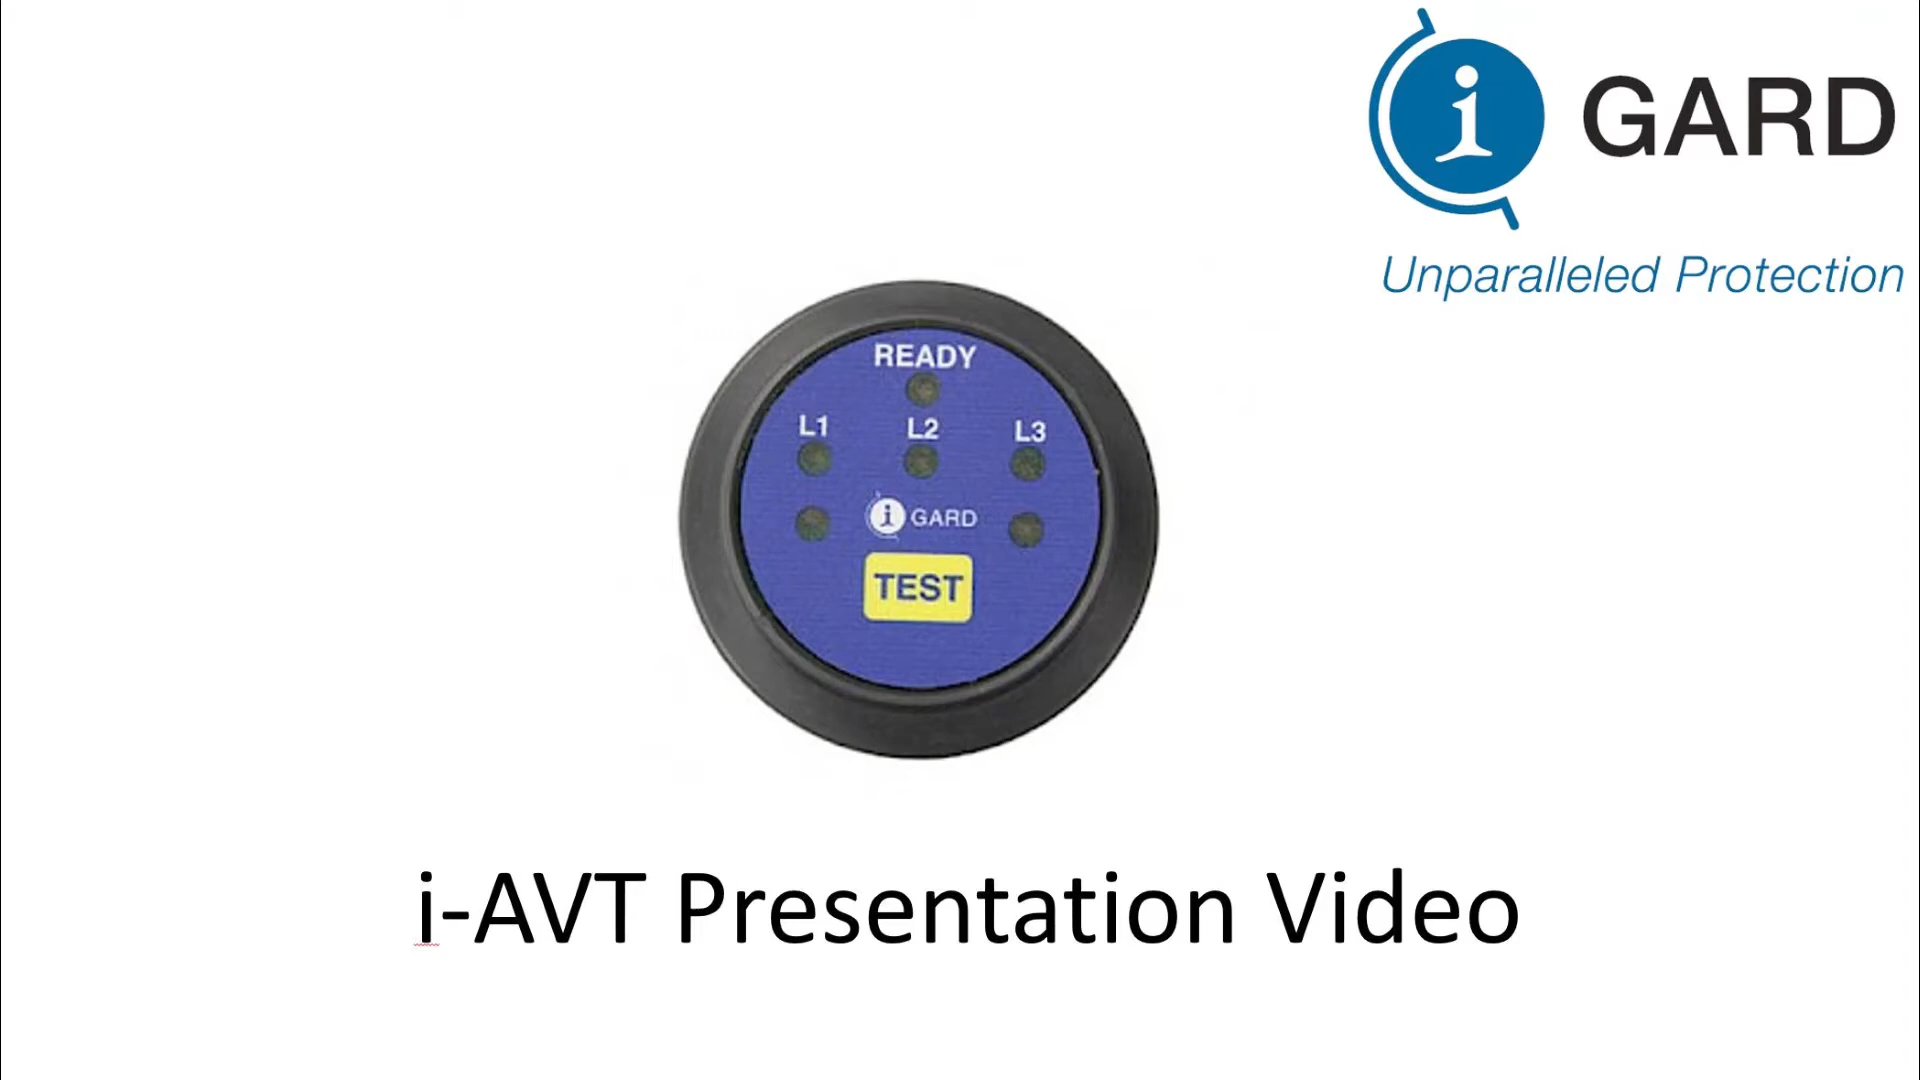 i GARD
Unparalleled Protection
READY
L1 L2 L3
i GARD
TEST
i-AVT Presentation Video